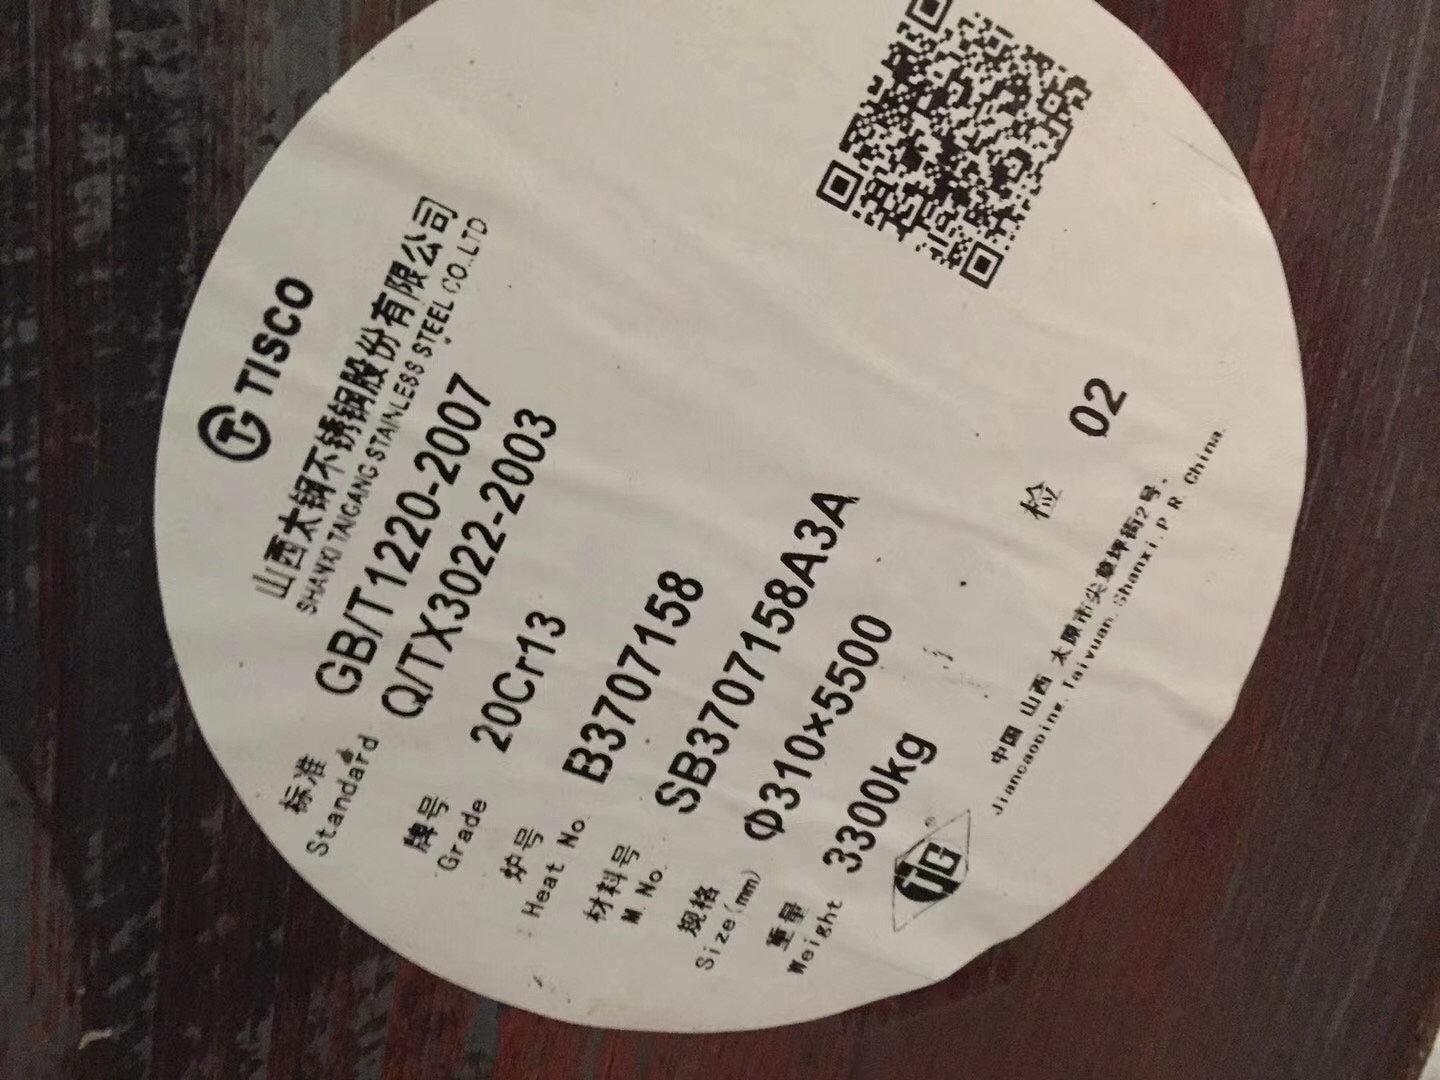 TISCO
山西太钢不锈钢股份有限公司
SHANXI TAIGANG STAINLESS STEEL CO.,LTD
标准 GB/T1220-2007
Standard Q/TX3022-2003
牌号 20Cr13
Grade
炉号 B3707158
Heat No.
材料号 SB3707158A3A
M.No.
规格 Φ310×5500
Size(mm)
重量 3300kg
Weight
检 02
TG®
中国 山西 太原市尖草坪街2号.
Jiancaoping.Taiyuan.Shanxi.P.R.China.